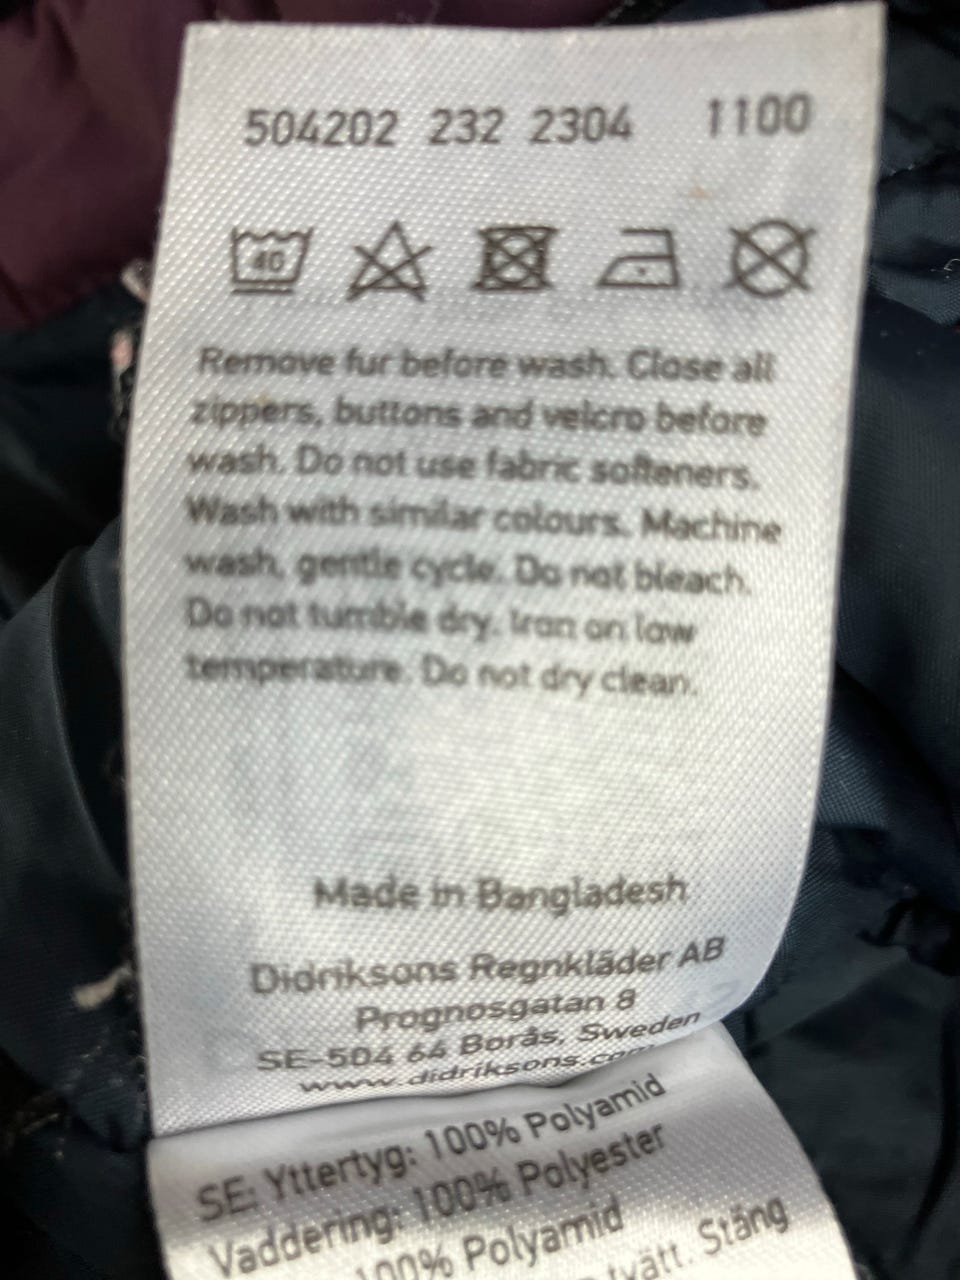 504202 232 2304 1100
40
Remove fur before wash. Close all
zippers, buttons and velcro before
wash. Do not use fabric softeners.
Wash with similar colours. Machine
wash, gentle cycle. Do not bleach.
Do not tumble dry. Iron on low
temperature. Do not dry clean.
Made in Bangladesh
Didriksons Regnkläder AB
Prognosgatan 8
SE-504 64 Borås, Sweden
www.didriksons.com
SE: Yttertyg: 100% Polyamid
Vaddering: 100% Polyester
100% Polyamid
tvätt. Stäng